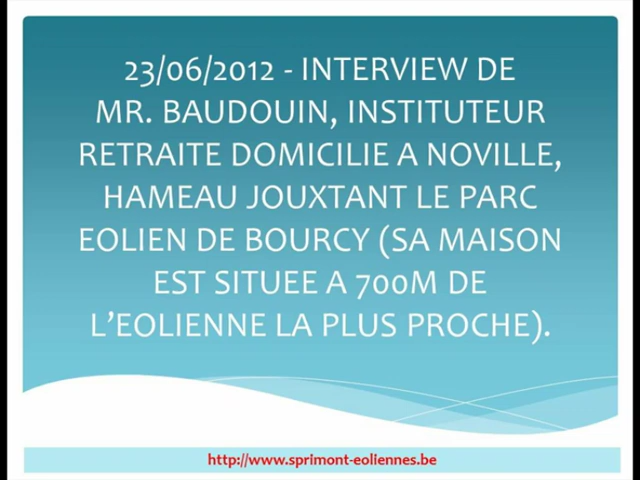 23/06/2012 - INTERVIEW DE
MR. BAUDOUIN, INSTITUTEUR
RETRAITE DOMICILIE A NOVILLE,
HAMEAU JOUXTANT LE PARC
EOLIEN DE BOURCY (SA MAISON
EST SITUEE A 700M DE
L’EOLIENNE LA PLUS PROCHE).
http://www.sprimont-eoliennes.be